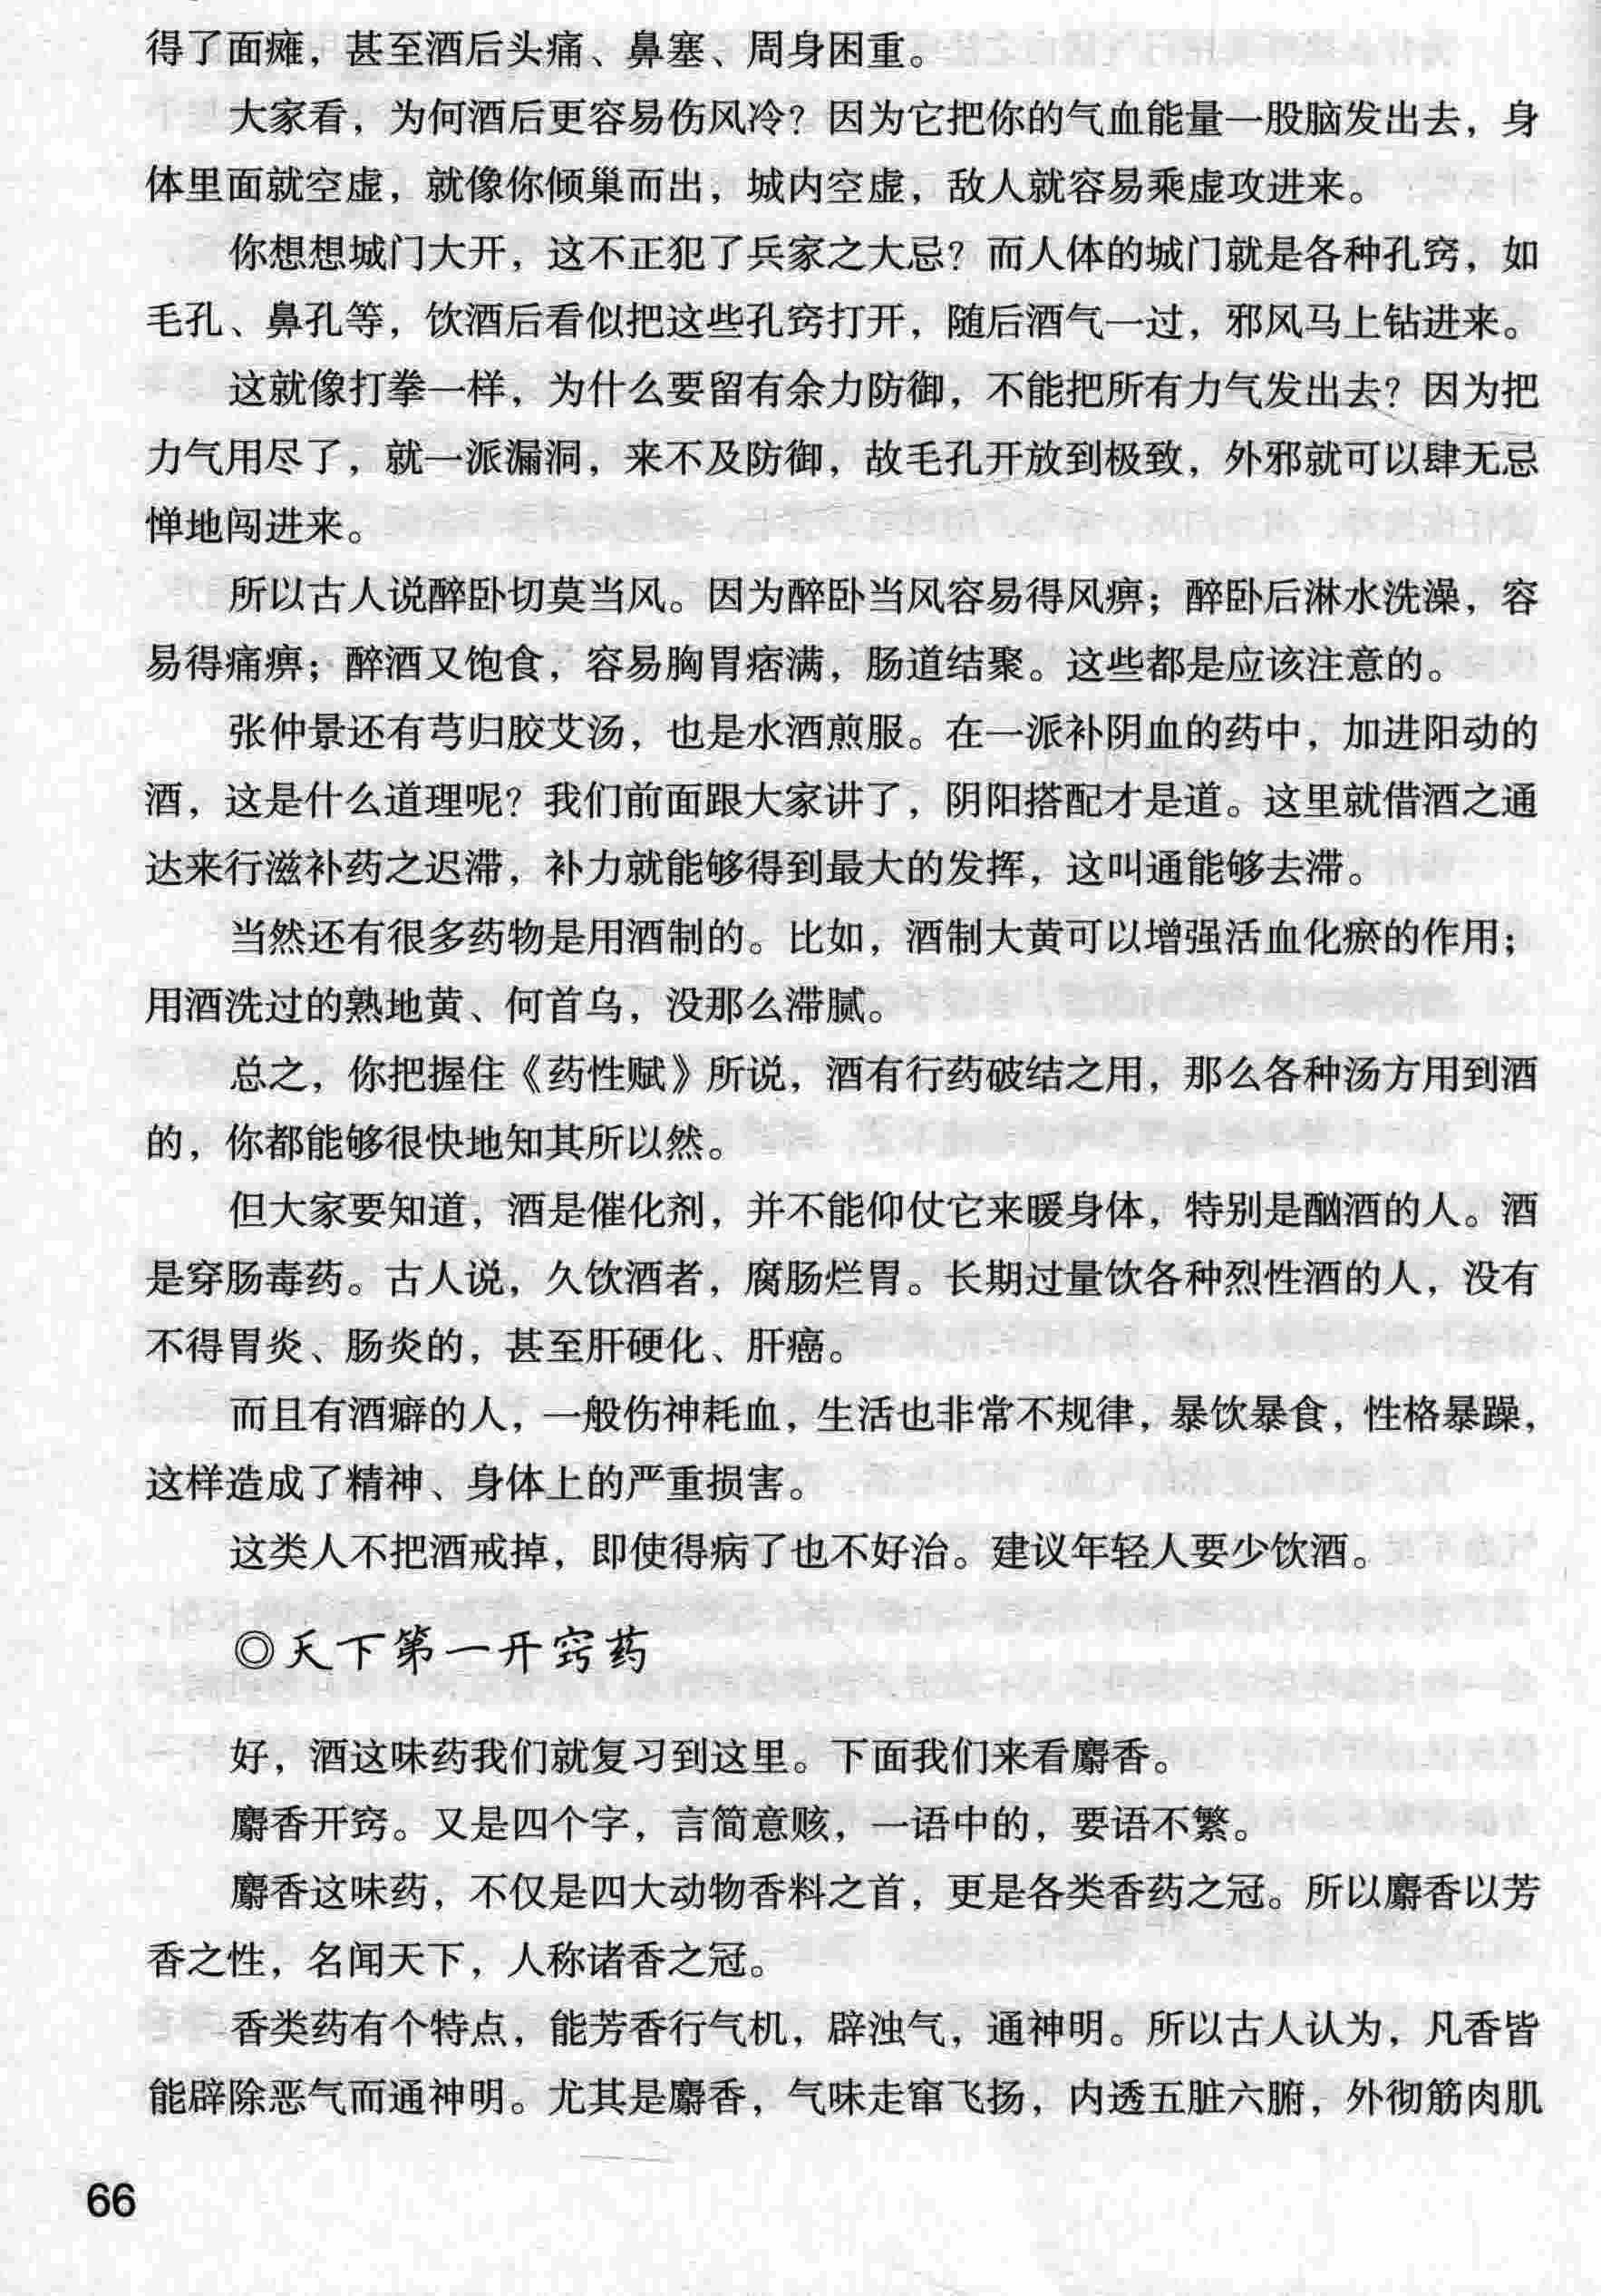 得了面瘫，甚至酒后头痛、鼻塞、周身困重。
大家看，为何酒后更容易伤风冷？因为它把你的气血能量一股脑发出去，身
体里面就空虚，就像你倾巢而出，城内空虚，敌人就容易乘虚攻进来。
你想想城门大开，这不正犯了兵家之大忌？而人体的城门就是各种孔窍，如
毛孔、鼻孔等，饮酒后看似把这些孔窍打开，随后酒气一过，邪风马上钻进来。
这就像打拳一样，为什么要留有余力防御，不能把所有力气发出去？因为把
力气用尽了，就一派漏洞，来不及防御，故毛孔开放到极致，外邪就可以肆无忌
惮地闯进来。
所以古人说醉卧切莫当风。因为醉卧当风容易得风痹；醉卧后淋水洗澡，容
易得痛痹；醉酒又饱食，容易胸胃痞满，肠道结聚。这些都是应该注意的。
张仲景还有芎归胶艾汤，也是水酒煎服。在一派补阴血的药中，加进阳动的
酒，这是什么道理呢？我们前面跟大家讲了，阴阳搭配才是道。这里就借酒之通
达来行滋补药之迟滞，补力就能够得到最大的发挥，这叫通能够去滞。
当然还有很多药物是用酒制的。比如，酒制大黄可以增强活血化瘀的作用；
用酒洗过的熟地黄、何首乌，没那么滞腻。
总之，你把握住《药性赋》所说，酒有行药破结之用，那么各种汤方用到酒
的，你都能够很快地知其所以然。
但大家要知道，酒是催化剂，并不能仰仗它来暖身体，特别是酗酒的人。酒
是穿肠毒药。古人说，久饮酒者，腐肠烂胃。长期过量饮各种烈性酒的人，没有
不得胃炎、肠炎的，甚至肝硬化、肝癌。
而且有酒癖的人，一般伤神耗血，生活也非常不规律，暴饮暴食，性格暴躁，
这样造成了精神、身体上的严重损害。
这类人不把酒戒掉，即使得病了也不好治。建议年轻人要少饮酒。
◎天下第一开窍药
好，酒这味药我们就复习到这里。下面我们来看麝香。
麝香开窍。又是四个字，言简意赅，一语中的，要语不繁。
麝香这味药，不仅是四大动物香料之首，更是各类香药之冠。所以麝香以芳
香之性，名闻天下，人称诸香之冠。
香类药有个特点，能芳香行气机，辟浊气，通神明。所以古人认为，凡香皆
能辟除恶气而通神明。尤其是麝香，气味走窜飞扬，内透五脏六腑，外彻筋肉肌
66